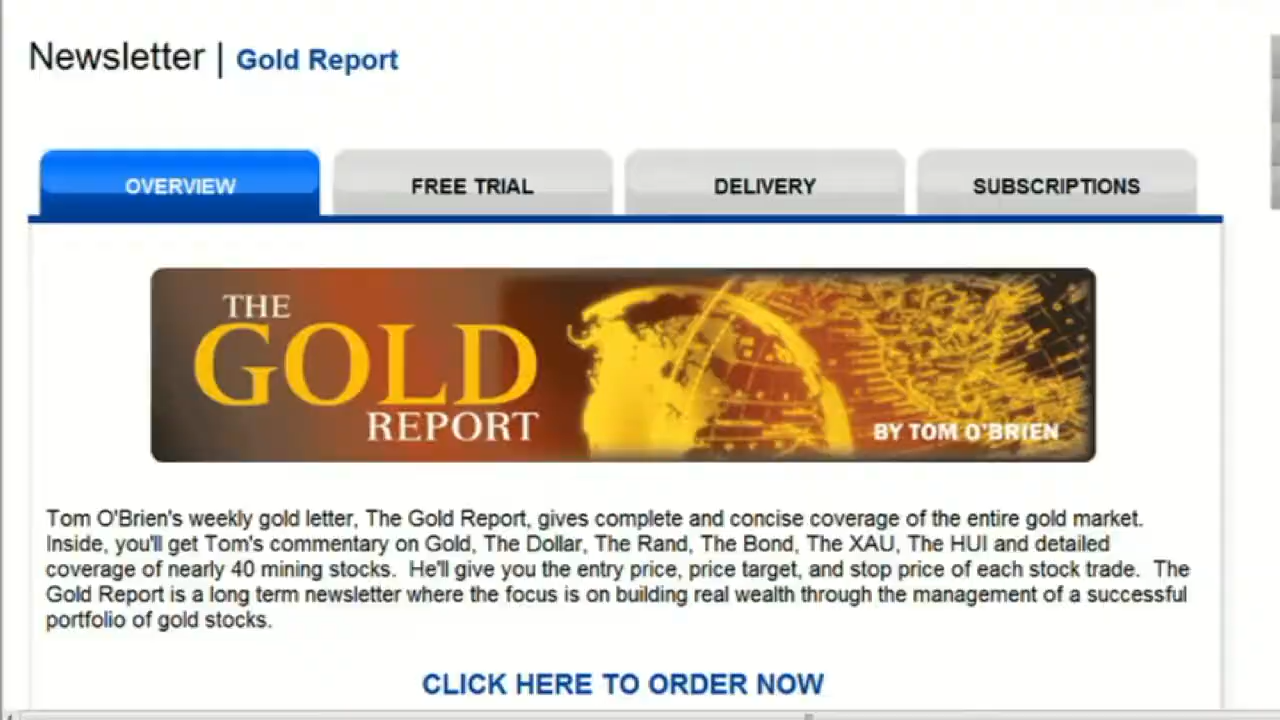 Newsletter | Gold Report
OVERVIEW FREE TRIAL DELIVERY SUBSCRIPTIONS
THE
GOLD
REPORT
BY TOM O'BRIEN
Tom O'Brien's weekly gold letter, The Gold Report, gives complete and concise coverage of the entire gold market.
Inside, you'll get Tom's commentary on Gold, The Dollar, The Rand, The Bond, The XAU, The HUI and detailed
coverage of nearly 40 mining stocks.  He'll give you the entry price, price target, and stop price of each stock trade.  The
Gold Report is a long term newsletter where the focus is on building real wealth through the management of a successful
portfolio of gold stocks.
CLICK HERE TO ORDER NOW